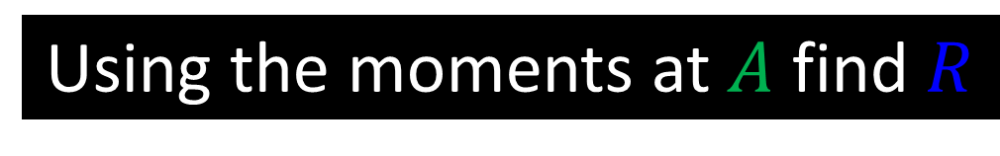 Using the moments at A find R